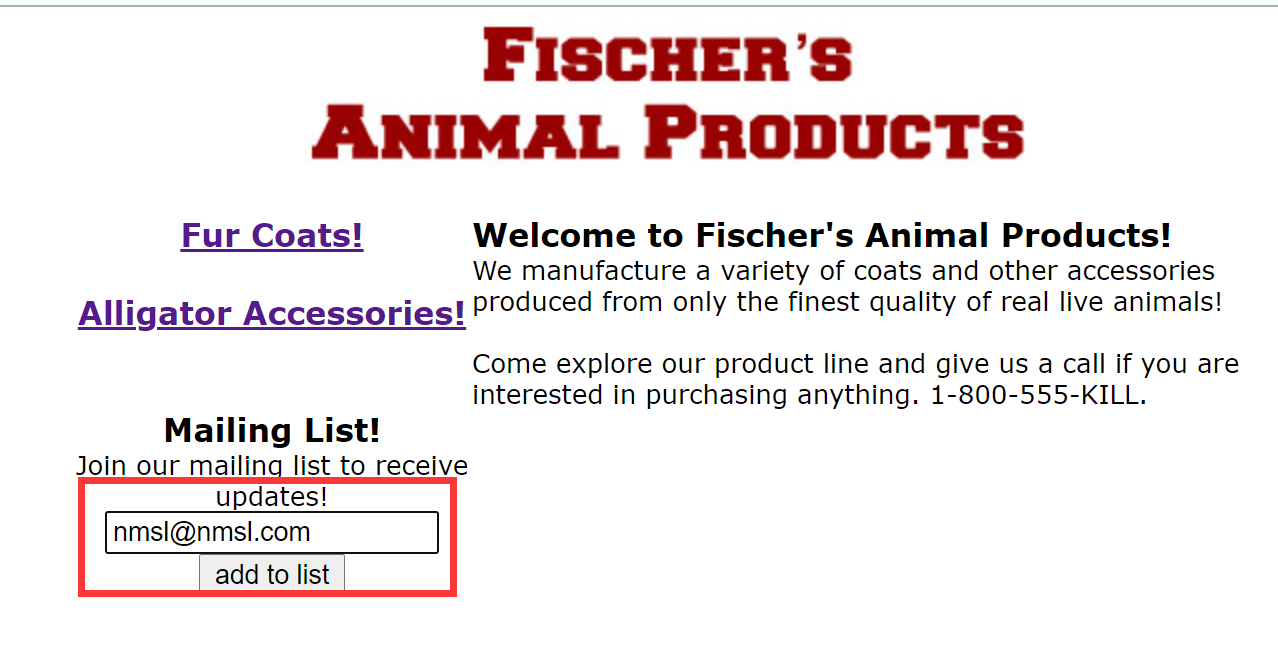 Fischer's
Animal Products
Fur Coats!
Alligator Accessories!
Mailing List!
Join our mailing list to receive
updates!
nmsl@nmsl.com
add to list
Welcome to Fischer's Animal Products!
We manufacture a variety of coats and other accessories
produced from only the finest quality of real live animals!
Come explore our product line and give us a call if you are
interested in purchasing anything. 1-800-555-KILL.